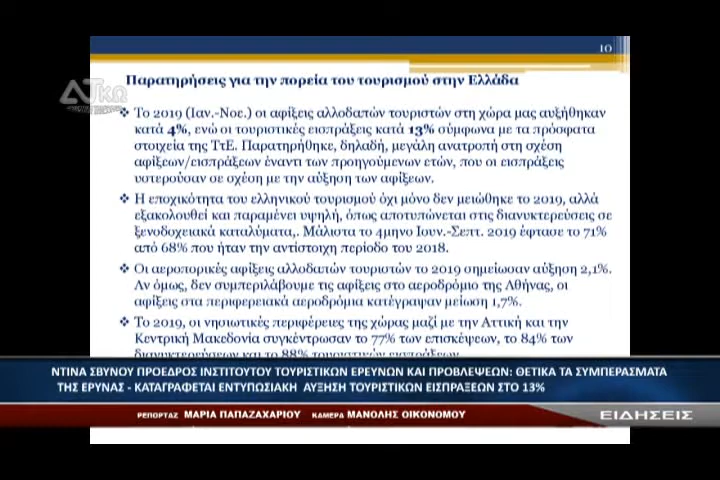 10
Παρατηρήσεις για την πορεία του τουρισμού στην Ελλάδα
ΔΤΚΩ
❖ Το 2019 (Ιαν.-Νοε.) οι αφίξεις αλλοδαπών τουριστών στη χώρα μας αυξήθηκαν
κατά 4%, ενώ οι τουριστικές εισπράξεις κατά 13% σύμφωνα με τα πρόσφατα
στοιχεία της ΤτΕ. Παρατηρήθηκε, δηλαδή, μεγάλη ανατροπή στη σχέση
αφίξεων/εισπράξεων έναντι των προηγούμενων ετών, που οι εισπράξεις
υστερούσαν σε σχέση με την αύξηση των αφίξεων.
❖ Η εποχικότητα του ελληνικού τουρισμού όχι μόνο δεν μειώθηκε το 2019, αλλά
εξακολουθεί και παραμένει υψηλή, όπως αποτυπώνεται στις διανυκτερεύσεις σε
ξενοδοχειακά καταλύματα,. Μάλιστα το 4μηνο Ιουν.-Σεπτ. 2019 έφτασε το 71%
από 68% που ήταν την αντίστοιχη περίοδο του 2018.
❖ Οι αεροπορικές αφίξεις αλλοδαπών τουριστών το 2019 σημείωσαν αύξηση 2,1%.
Αν όμως, δεν συμπεριλάβουμε τις αφίξεις στο αεροδρόμιο της Αθήνας, οι
αφίξεις στα περιφερειακά αεροδρόμια κατέγραψαν μείωση 1,7%.
❖ Το 2019, οι νησιωτικές περιφέρειες της χώρας μαζί με την Αττική και την
Κεντρική Μακεδονία συγκέντρωσαν το 77% των επισκέψεων, το 84% των
διανυκτερεύσεων και το 88% τουριστικών εισπράξεων.
ΝΤΙΝΑ ΣΒΥΝΟΥ ΠΡΟΕΔΡΟΣ ΙΝΣΤΙΤΟΥΤΟΥ ΤΟΥΡΙΣΤΙΚΩΝ ΕΡΕΥΝΩΝ ΚΑΙ ΠΡΟΒΛΕΨΕΩΝ: ΘΕΤΙΚΑ ΤΑ ΣΥΜΠΕΡΑΣΜΑΤΑ
ΤΗΣ ΕΡΥΝΑΣ - ΚΑΤΑΓΡΑΦΕΤΑΙ ΕΝΤΥΠΩΣΙΑΚΗ ΑΥΞΗΣΗ ΤΟΥΡΙΣΤΙΚΩΝ ΕΙΣΠΡΑΞΕΩΝ ΣΤΟ 13%
ΡΕΠΟΡΤΑΖ ΜΑΡΙΑ ΠΑΠΑΖΑΧΑΡΙΟΥ ΚΑΜΕΡΑ ΜΑΝΟΛΗΣ ΟΙΚΟΝΟΜΟΥ ΕΙΔΗΣΕΙΣ